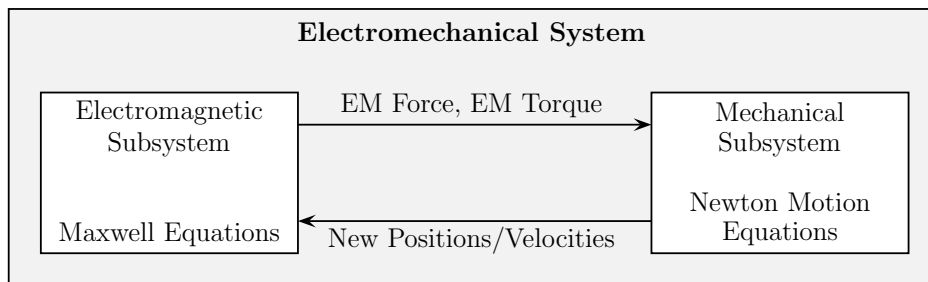 Electromechanical System
Electromagnetic
Subsystem
Maxwell Equations
EM Force, EM Torque
New Positions/Velocities
Mechanical
Subsystem
Newton Motion
Equations